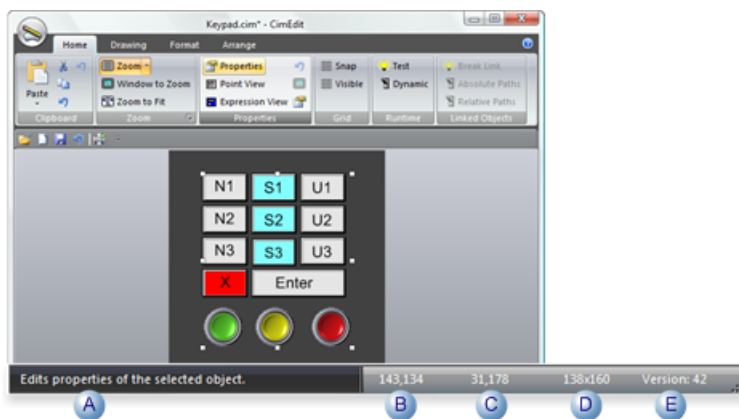 Keypad.cim* - CimEdit
Home Drawing Format Arrange
Paste
Clipboard
Zoom
Window to Zoom
Zoom to Fit
Zoom
Properties
Point View
Expression View
Properties
Snap
Visible
Grid
Test
Dynamic
Runtime
Break Link
Absolute Paths
Relative Paths
Linked Objects
N1 S1 U1
N2 S2 U2
N3 S3 U3
X Enter
Edits properties of the selected object. 143,134 31,178 138x160 Version: 42
A B C D E